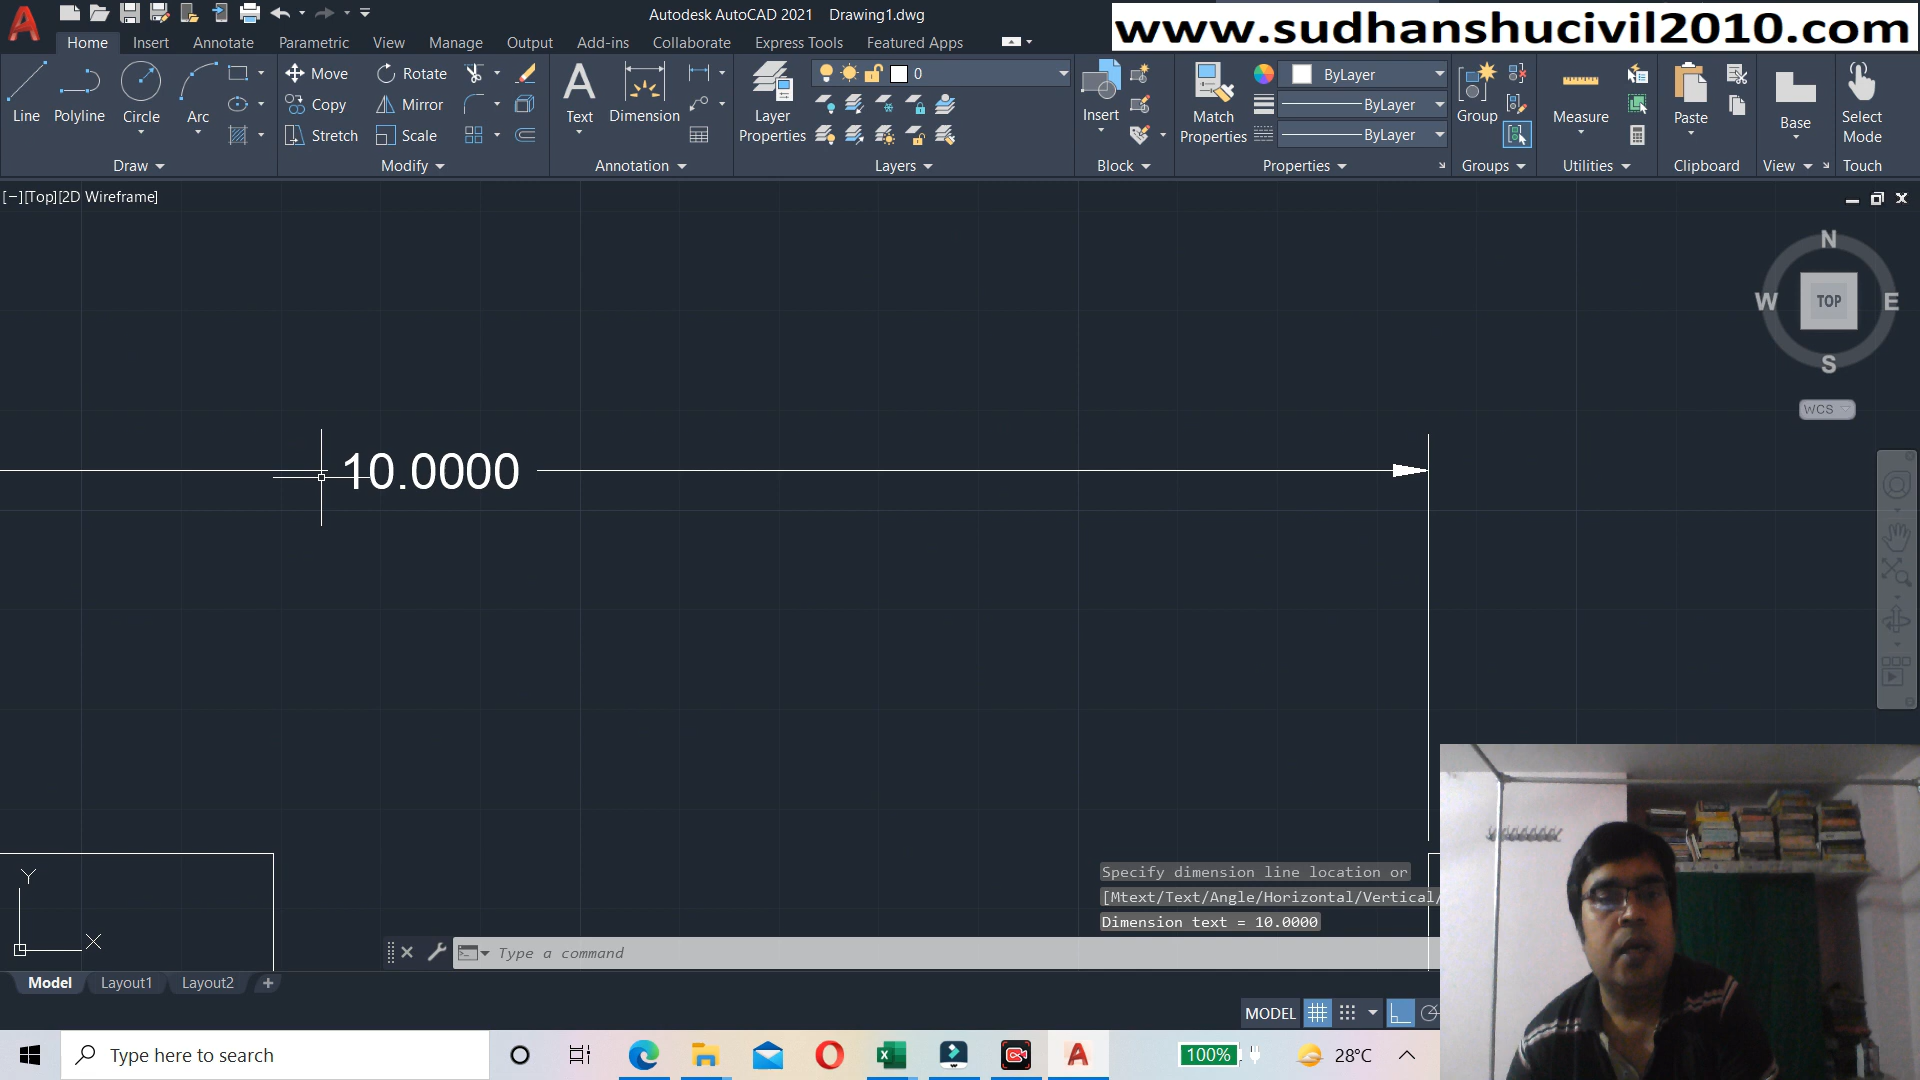 Autodesk AutoCAD 2021 Drawing1.dwg
www.sudhanshucivil2010.com
Home Insert Annotate Parametric View Manage Output Add-ins Collaborate Express Tools Featured Apps
Line Polyline Circle Arc
Move Rotate
Copy Mirror
Stretch Scale
Text Dimension
Layer Properties
0
Insert
Match Properties
ByLayer
ByLayer
ByLayer
Group
Measure
Paste
Base
Select Mode
Draw Modify Annotation Layers Block Properties Groups Utilities Clipboard View Touch
[−][Top][2D Wireframe]
N
W TOP E
S
WCS
10.0000
Y
X
Specify dimension line location or
[Mtext/Text/Angle/Horizontal/Vertical/
Dimension text = 10.0000
Type a command
Model Layout1 Layout2 +
MODEL
Type here to search
100% 28°C